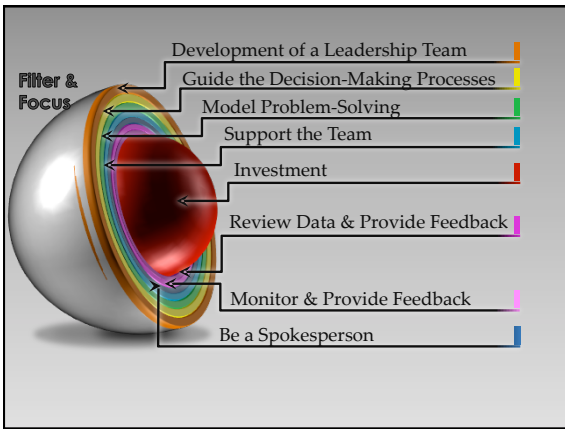 Development of a Leadership Team
Filter &
Focus
Guide the Decision-Making Processes
Model Problem-Solving
Support the Team
Investment
Review Data & Provide Feedback
Monitor & Provide Feedback
Be a Spokesperson